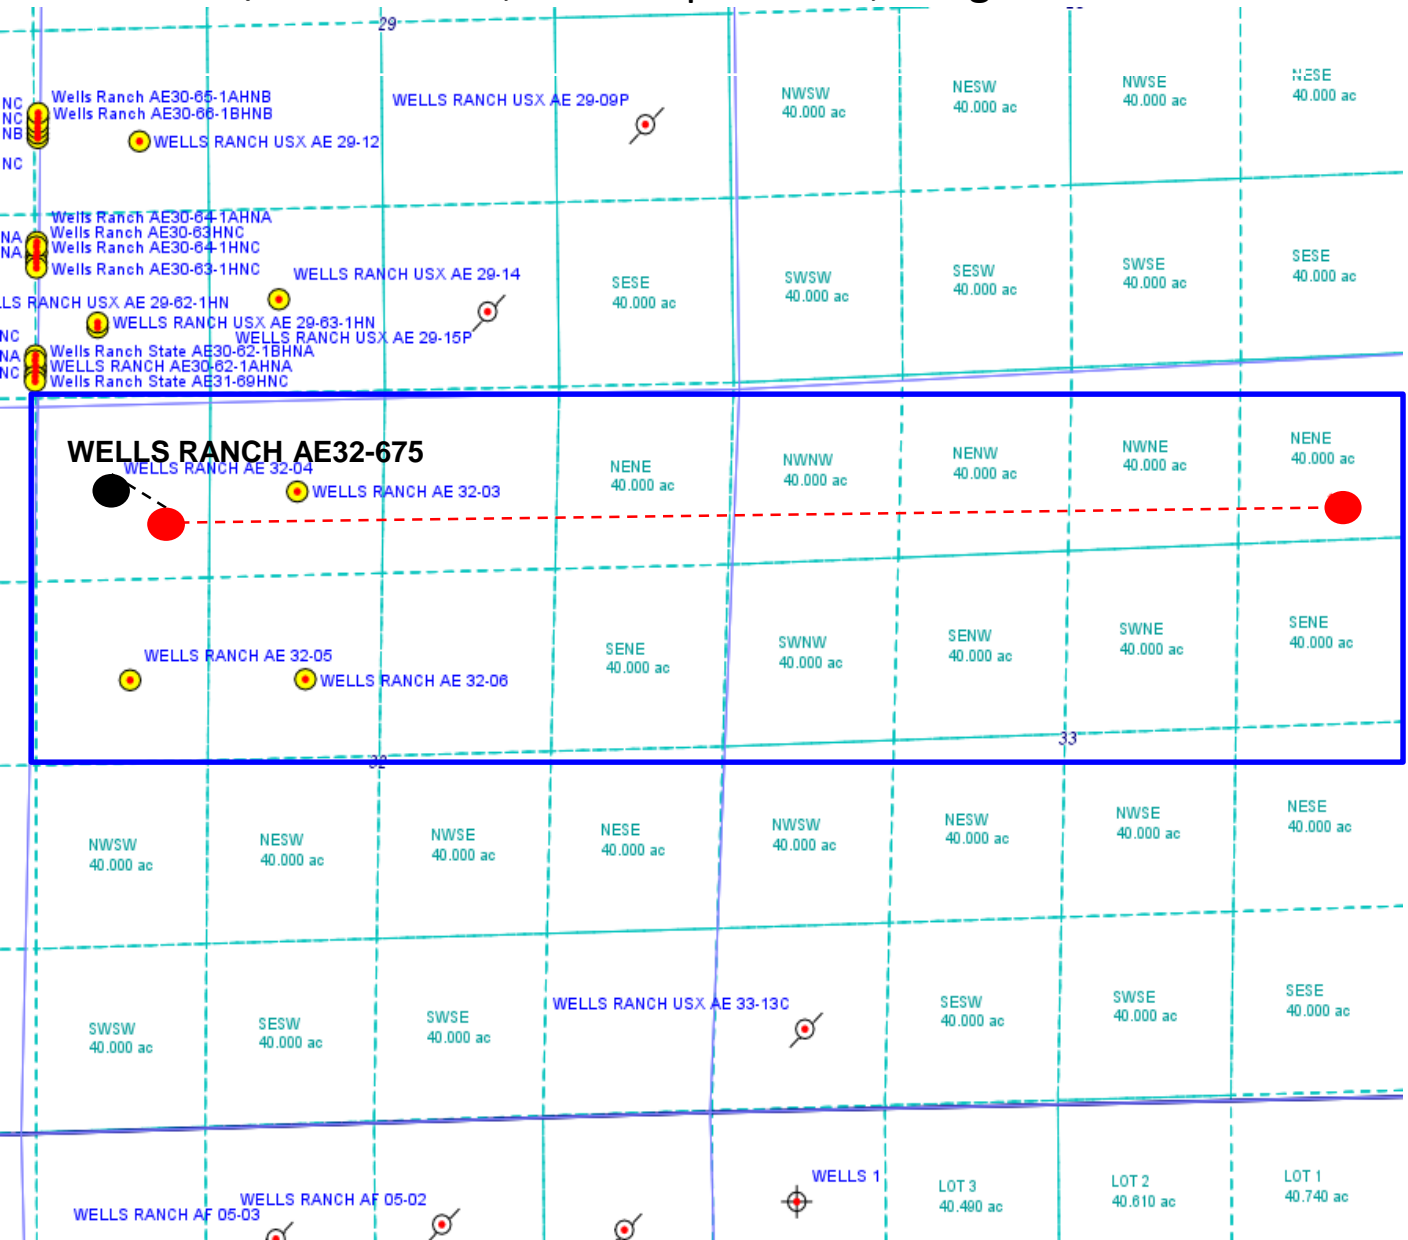 29
NC
NC
NB
NC
Wells Ranch AE30-65-1AHNB
Wells Ranch AE30-66-1BHNB
WELLS RANCH USX AE 29-12
WELLS RANCH USX AE 29-09P
NWSW
40.000 ac
NESW
40.000 ac
NWSE
40.000 ac
NESE
40.000 ac
Wells Ranch AE30-64-1AHNA
NA
Wells Ranch AE30-63HNC
NA
Wells Ranch AE30-64-1HNC
Wells Ranch AE30-63-1HNC
WELLS RANCH USX AE 29-14
LLS RANCH USX AE 29-62-1HN
WELLS RANCH USX AE 29-63-1HN
WELLS RANCH USX AE 29-15P
NC
NA
Wells Ranch State AE30-62-1BHNA
WELLS RANCH AE30-62-1AHNA
NC
Wells Ranch State AE31-69HNC
SESE
40.000 ac
SWSW
40.000 ac
SESW
40.000 ac
SWSE
40.000 ac
SESE
40.000 ac
WELLS RANCH AE32-675
WELLS RANCH AE 32-04
WELLS RANCH AE 32-03
NENE
40.000 ac
NWNW
40.000 ac
NENW
40.000 ac
NWNE
40.000 ac
NENE
40.000 ac
WELLS RANCH AE 32-05
WELLS RANCH AE 32-06
SENE
40.000 ac
SWNW
40.000 ac
SENW
40.000 ac
SWNE
40.000 ac
SENE
40.000 ac
32
33
NWSW
40.000 ac
NESW
40.000 ac
NWSE
40.000 ac
NESE
40.000 ac
NWSW
40.000 ac
NESW
40.000 ac
NWSE
40.000 ac
NESE
40.000 ac
SWSW
40.000 ac
SESW
40.000 ac
SWSE
40.000 ac
WELLS RANCH USX AE 33-13C
SESW
40.000 ac
SWSE
40.000 ac
SESE
40.000 ac
WELLS RANCH AF 05-03
WELLS RANCH AF 05-02
WELLS 1
LOT 3
40.490 ac
LOT 2
40.610 ac
LOT 1
40.740 ac